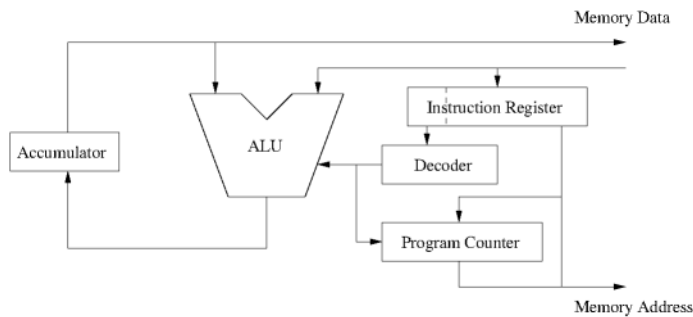 Memory Data
Instruction Register
ALU
Accumulator
Decoder
Program Counter
Memory Address